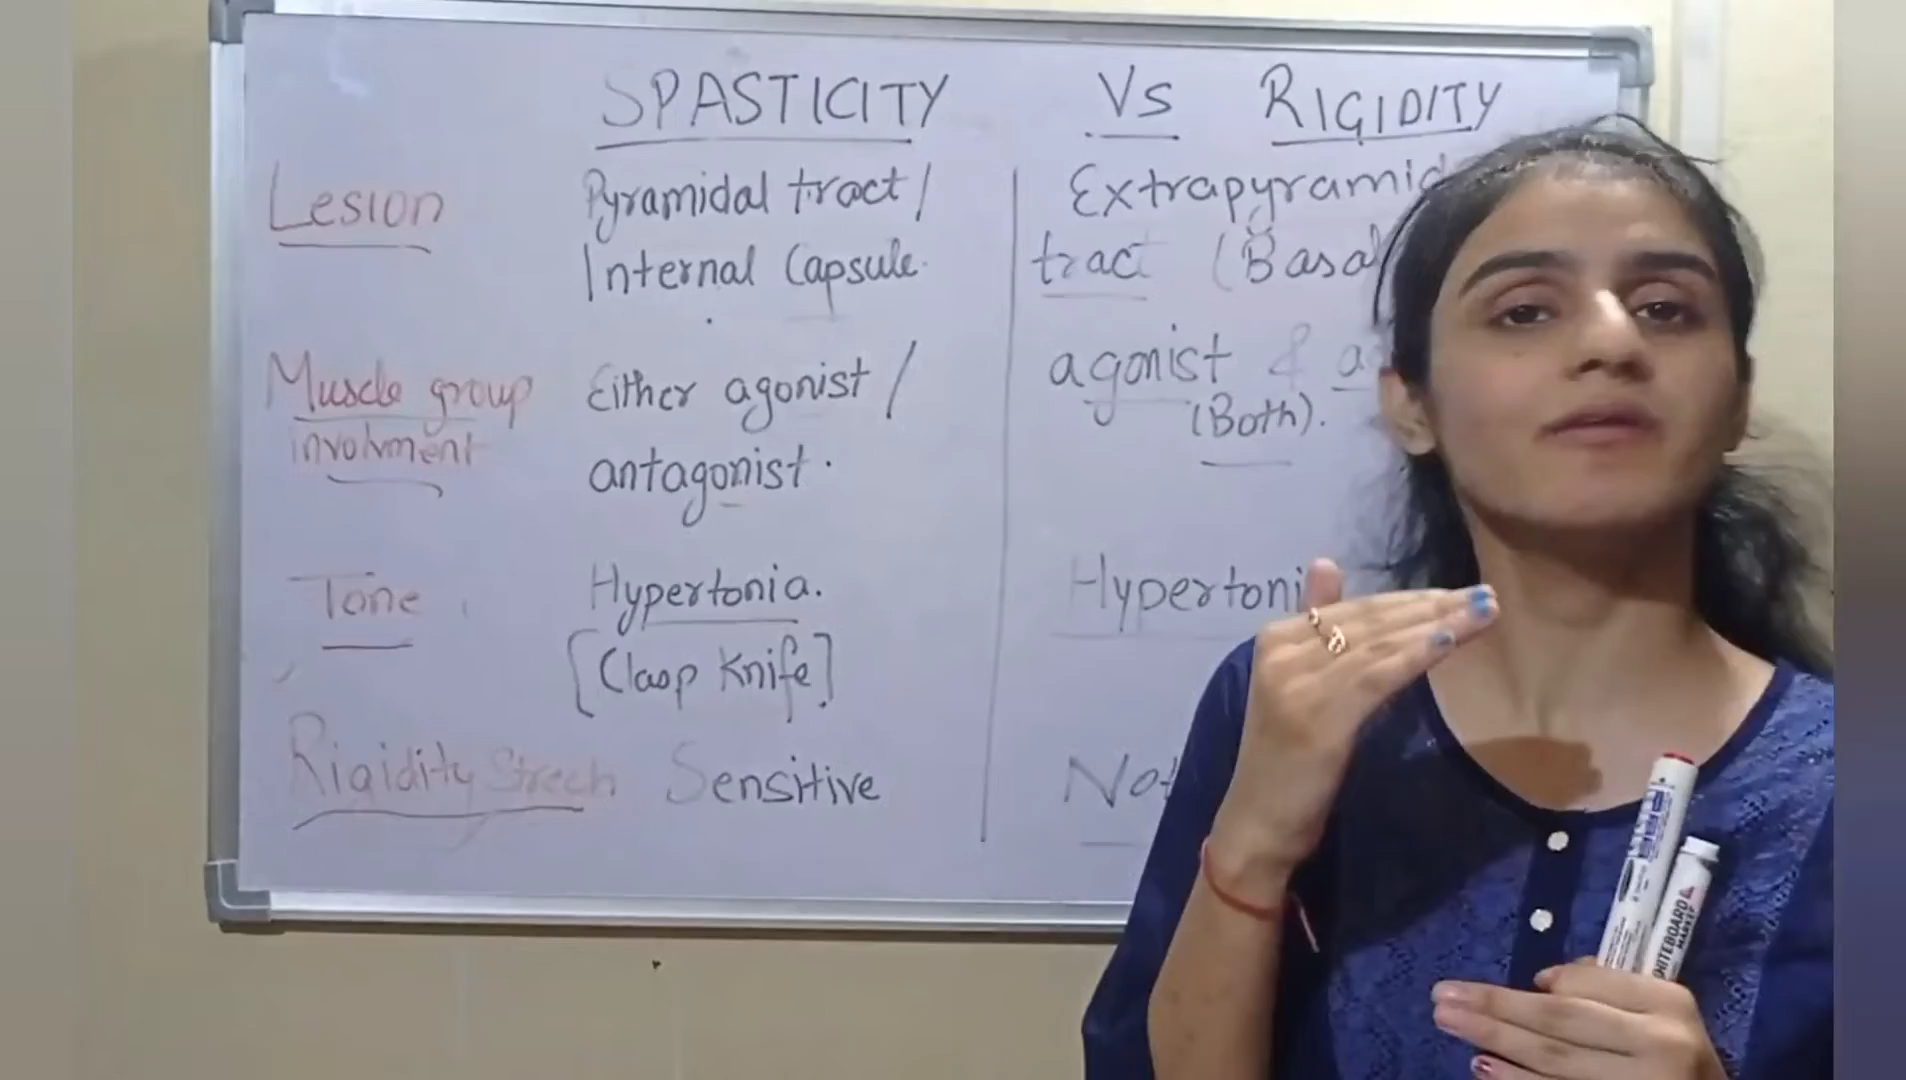 SPASTICITY Vs RIGIDITY
Lesion
Pyramidal tract /
Internal Capsule.
Extrapyramid
tract (Basal
Muscle group
involvment
Either agonist /
antagonist.
agonist &
(Both).
Tone
Hypertonia.
[Clasp Knife]
Hypertoni
Rigidity Strech Sensitive
Not
WHITEBOARD
MARKER